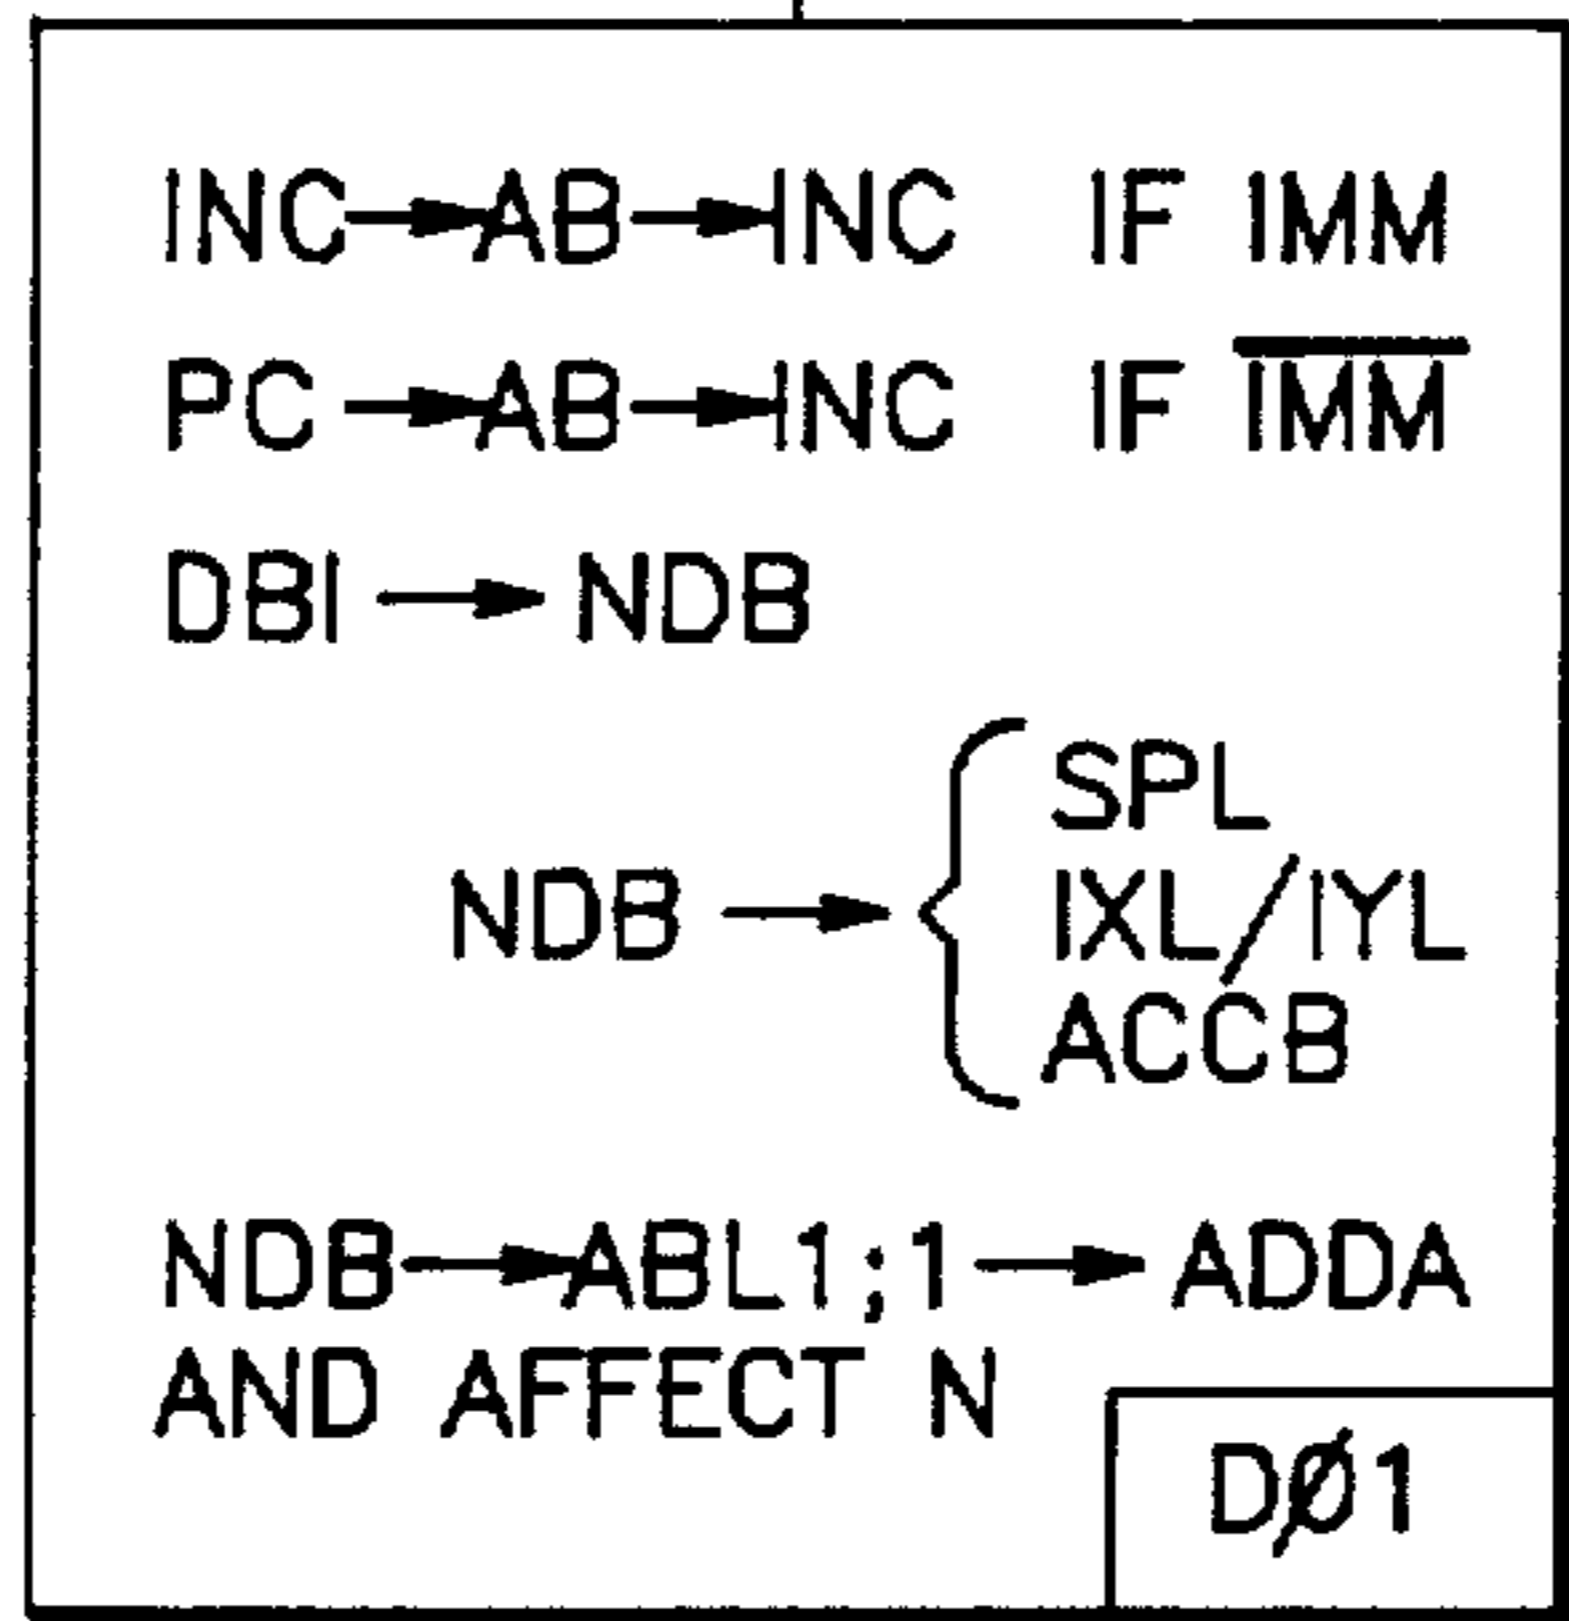 INC→AB→INC IF IMM
PC→AB→INC IF I̅M̅M̅
DBI→NDB
SPL
NDB→{IXL/IYL
ACCB
NDB→ABL1;1→ADDA
AND AFFECT N
DØ1